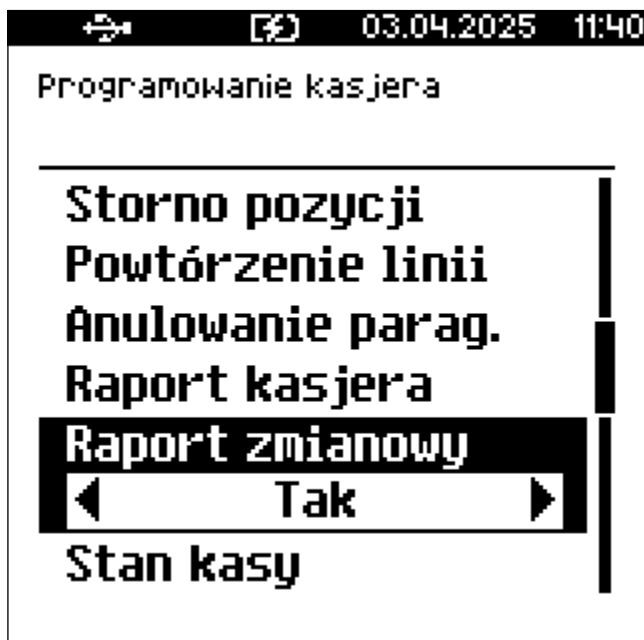 03.04.2025 11:40
Programowanie kasjera
Storno pozycji
Powtórzenie linii
Anulowanie parag.
Raport kasjera
Raport zmianowy
Tak
Stan kasy